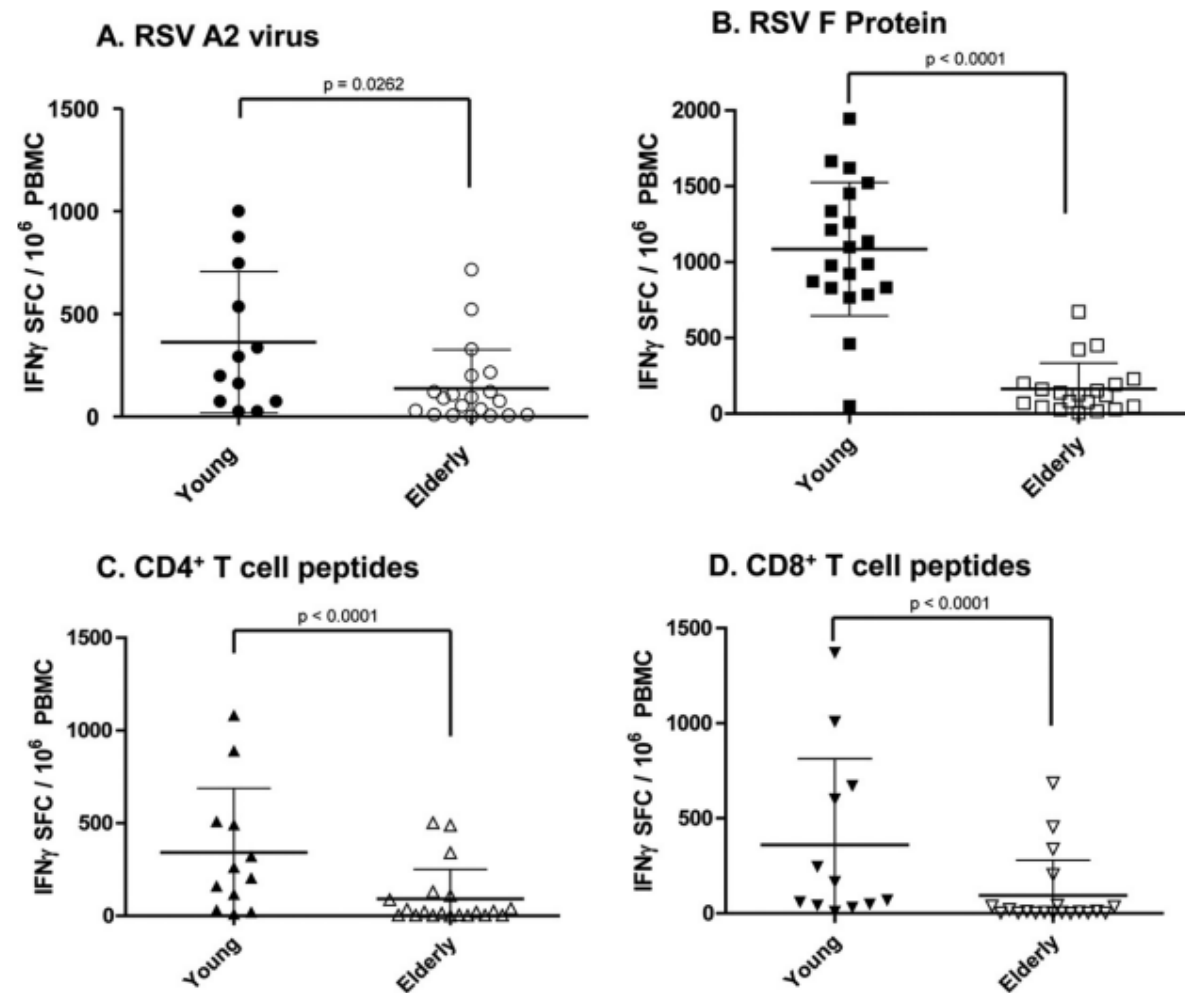 A. RSV A2 virus
p = 0.0262
IFNγ SFC / 10⁶ PBMC
1500
1000
500
0
Young
Elderly
B. RSV F Protein
p < 0.0001
IFNγ SFC / 10⁶ PBMC
2000
1500
1000
500
0
Young
Elderly
C. CD4⁺ T cell peptides
p < 0.0001
IFNγ SFC / 10⁶ PBMC
1500
1000
500
0
Young
Elderly
D. CD8⁺ T cell peptides
p < 0.0001
IFNγ SFC / 10⁶ PBMC
1500
1000
500
0
Young
Elderly